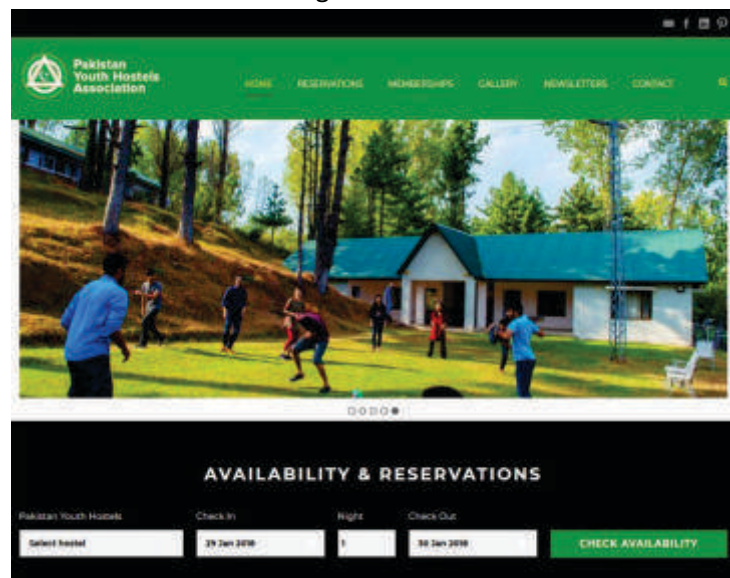 Pakistan
Youth Hostels
Association
HOME RESERVATIONS MEMBERSHIPS GALLERY NEWSLETTERS CONTACT
AVAILABILITY & RESERVATIONS
Pakistan Youth Hostels Check In Night Check Out
Select hostel 29 Jan 2018 1 30 Jan 2018 CHECK AVAILABILITY